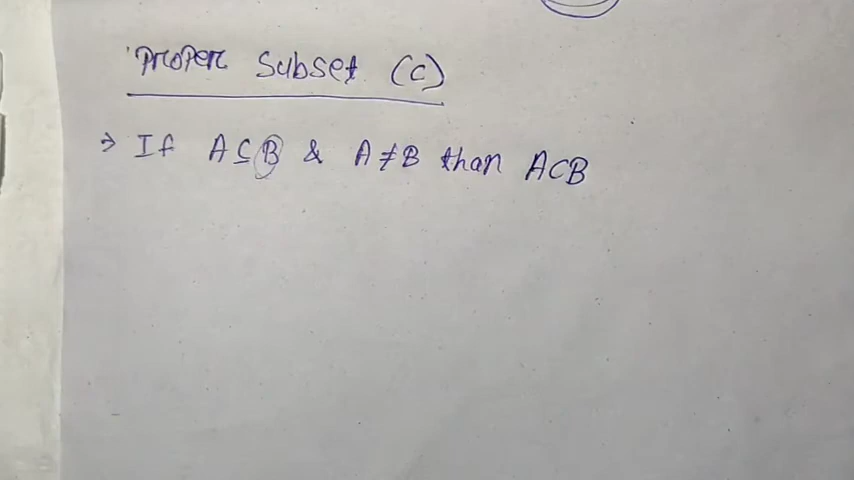 Proper subset (⊂)
→ If A⊆B & A≠B than A⊂B